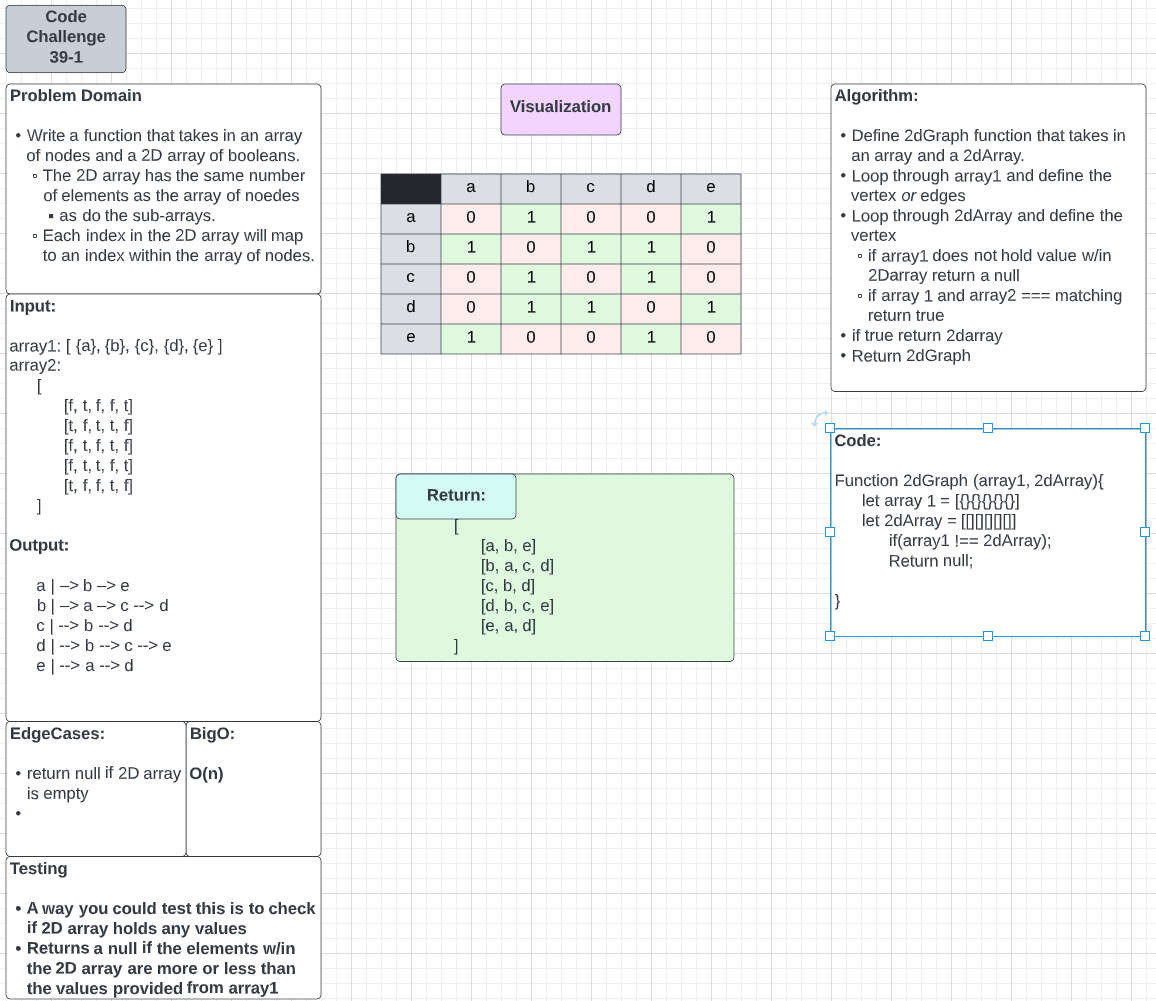 Code
Challenge
39-1
Problem Domain
• Write a function that takes in an array
of nodes and a 2D array of booleans.
▫ The 2D array has the same number
of elements as the array of noedes
▪ as do the sub-arrays.
▫ Each index in the 2D array will map
to an index within the array of nodes.
Input:
array1: [ {a}, {b}, {c}, {d}, {e} ]
array2:
[
[f, t, f, f, t]
[t, f, t, t, f]
[f, t, f, t, f]
[f, t, t, f, t]
[t, f, f, t, f]
]
Output:
a | –> b –> e
b | –> a –> c --> d
c | --> b --> d
d | --> b --> c --> e
e | --> a --> d
EdgeCases:
• return null if 2D array
is empty
•
BigO:
O(n)
Testing
• A way you could test this is to check
if 2D array holds any values
• Returns a null if the elements w/in
the 2D array are more or less than
the values provided from array1
Visualization
a b c d e
a 0 1 0 0 1
b 1 0 1 1 0
c 0 1 0 1 0
d 0 1 1 0 1
e 1 0 0 1 0
Return:
[
[a, b, e]
[b, a, c, d]
[c, b, d]
[d, b, c, e]
[e, a, d]
]
Algorithm:
• Define 2dGraph function that takes in
an array and a 2dArray.
• Loop through array1 and define the
vertex or edges
• Loop through 2dArray and define the
vertex
▫ if array1 does not hold value w/in
2Darray return a null
▫ if array 1 and array2 === matching
return true
• if true return 2darray
• Return 2dGraph
Code:
Function 2dGraph (array1, 2dArray){
let array 1 = [{}{}{}{}{}]
let 2dArray = [[][][][][]]
if(array1 !== 2dArray);
Return null;
}